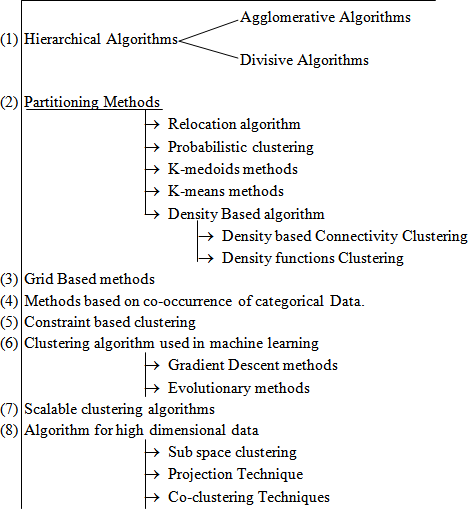 Agglomerative Algorithms
(1) Hierarchical Algorithms
Divisive Algorithms
(2) Partitioning Methods
→ Relocation algorithm
→ Probabilistic clustering
→ K-medoids methods
→ K-means methods
→ Density Based algorithm
→ Density based Connectivity Clustering
→ Density functions Clustering
(3) Grid Based methods
(4) Methods based on co-occurrence of categorical Data.
(5) Constraint based clustering
(6) Clustering algorithm used in machine learning
→ Gradient Descent methods
→ Evolutionary methods
(7) Scalable clustering algorithms
(8) Algorithm for high dimensional data
→ Sub space clustering
→ Projection Technique
→ Co-clustering Techniques